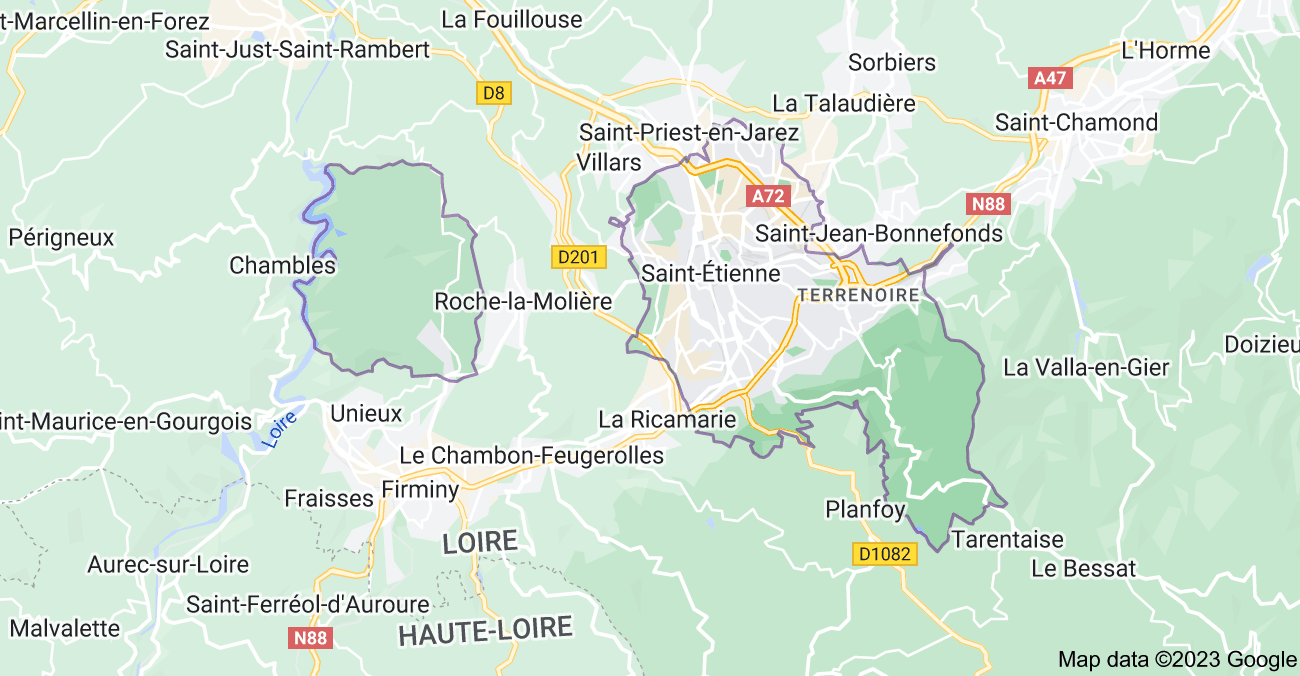 t-Marcellin-en-Forez
La Fouillouse
Saint-Just-Saint-Rambert
L'Horme
Sorbiers
A47
D8
La Talaudière
Saint-Chamond
Saint-Priest-en-Jarez
Villars
A72
N88
Périgneux
Saint-Jean-Bonnefonds
D201
Chambles
Saint-Étienne
TERRENOIRE
Roche-la-Molière
Doizieu
La Valla-en-Gier
Unieux
int-Maurice-en-Gourgois
Loire
La Ricamarie
Le Chambon-Feugerolles
Firminy
Fraisses
Planfoy
LOIRE
Tarentaise
D1082
Aurec-sur-Loire
Le Bessat
Saint-Ferréol-d'Auroure
Malvalette
HAUTE-LOIRE
N88
Map data ©2023 Google